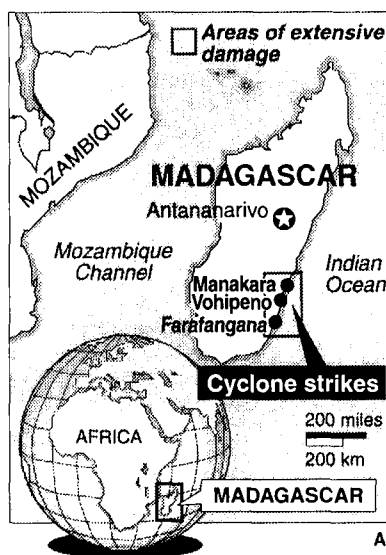 Areas of extensive
damage
MOZAMBIQUE
MADAGASCAR
Antananarivo
Mozambique
Channel
Indian
Ocean
Manakara
Vohipeno
Farafangana
Cyclone strikes
200 miles
200 km
AFRICA
MADAGASCAR
A